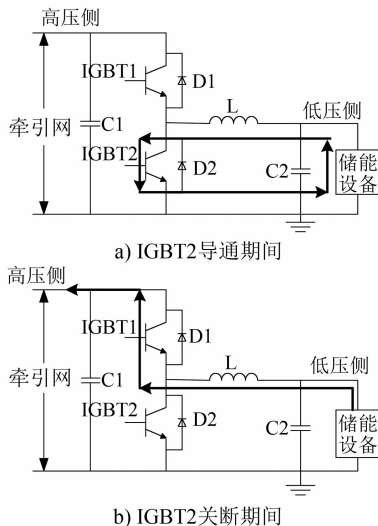 高压侧
IGBT1
D1
L
低压侧
牵引网
C1
IGBT2
D2
C2
储能
设备
a) IGBT2导通期间
高压侧
IGBT1
D1
L
低压侧
牵引网
C1
IGBT2
D2
C2
储能
设备
b) IGBT2关断期间